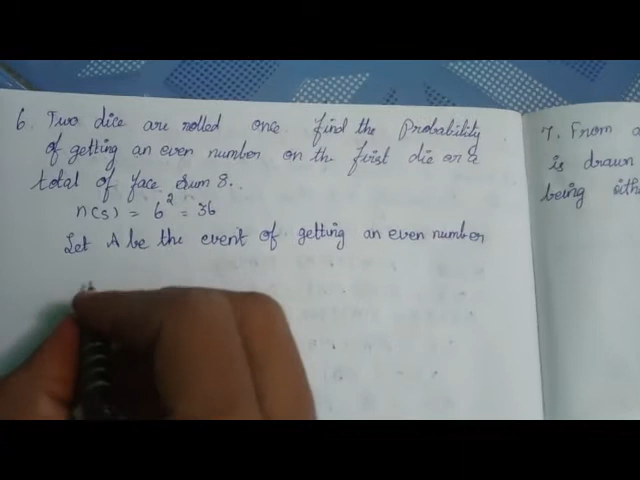 6. Two dice are rolled once find the Probability
of getting an even number on the first die or a
total of face sum 8..
n(s) = 6² = 36
Let A be the event of getting an even number
7. From a
is drawn
being eith